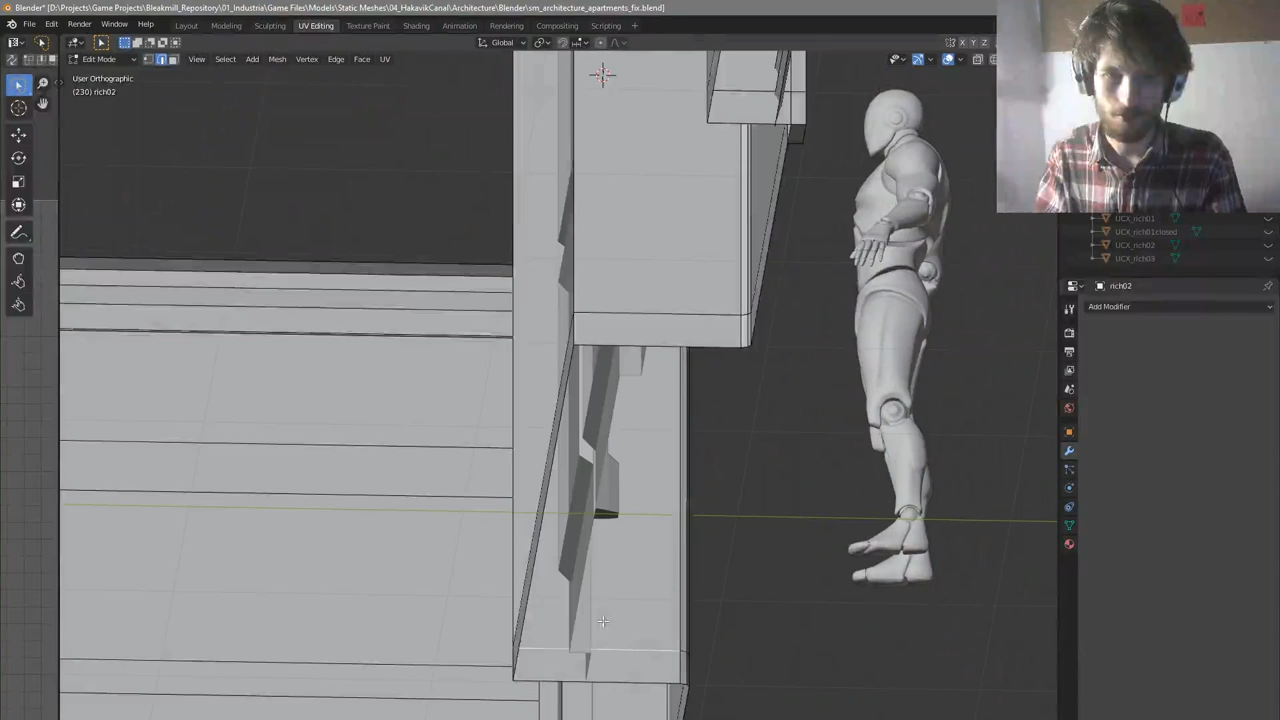 Blender* [D:\Projects\Game Projects\Bleakmill_Repository\01_Industria\Game Files\Models\Static Meshes\04_HakavikCanal\Architecture\Blender\sm_architecture_apartments_fix.blend]
File Edit Render Window Help Layout Modeling Sculpting UV Editing Texture Paint Shading Animation Rendering Compositing Scripting
Global X Y Z
Edit Mode View Select Add Mesh Vertex Edge Face UV
User Orthographic
(230) rich02
UCX_rich01
UCX_rich01closed
UCX_rich02
UCX_rich03
rich02
Add Modifier